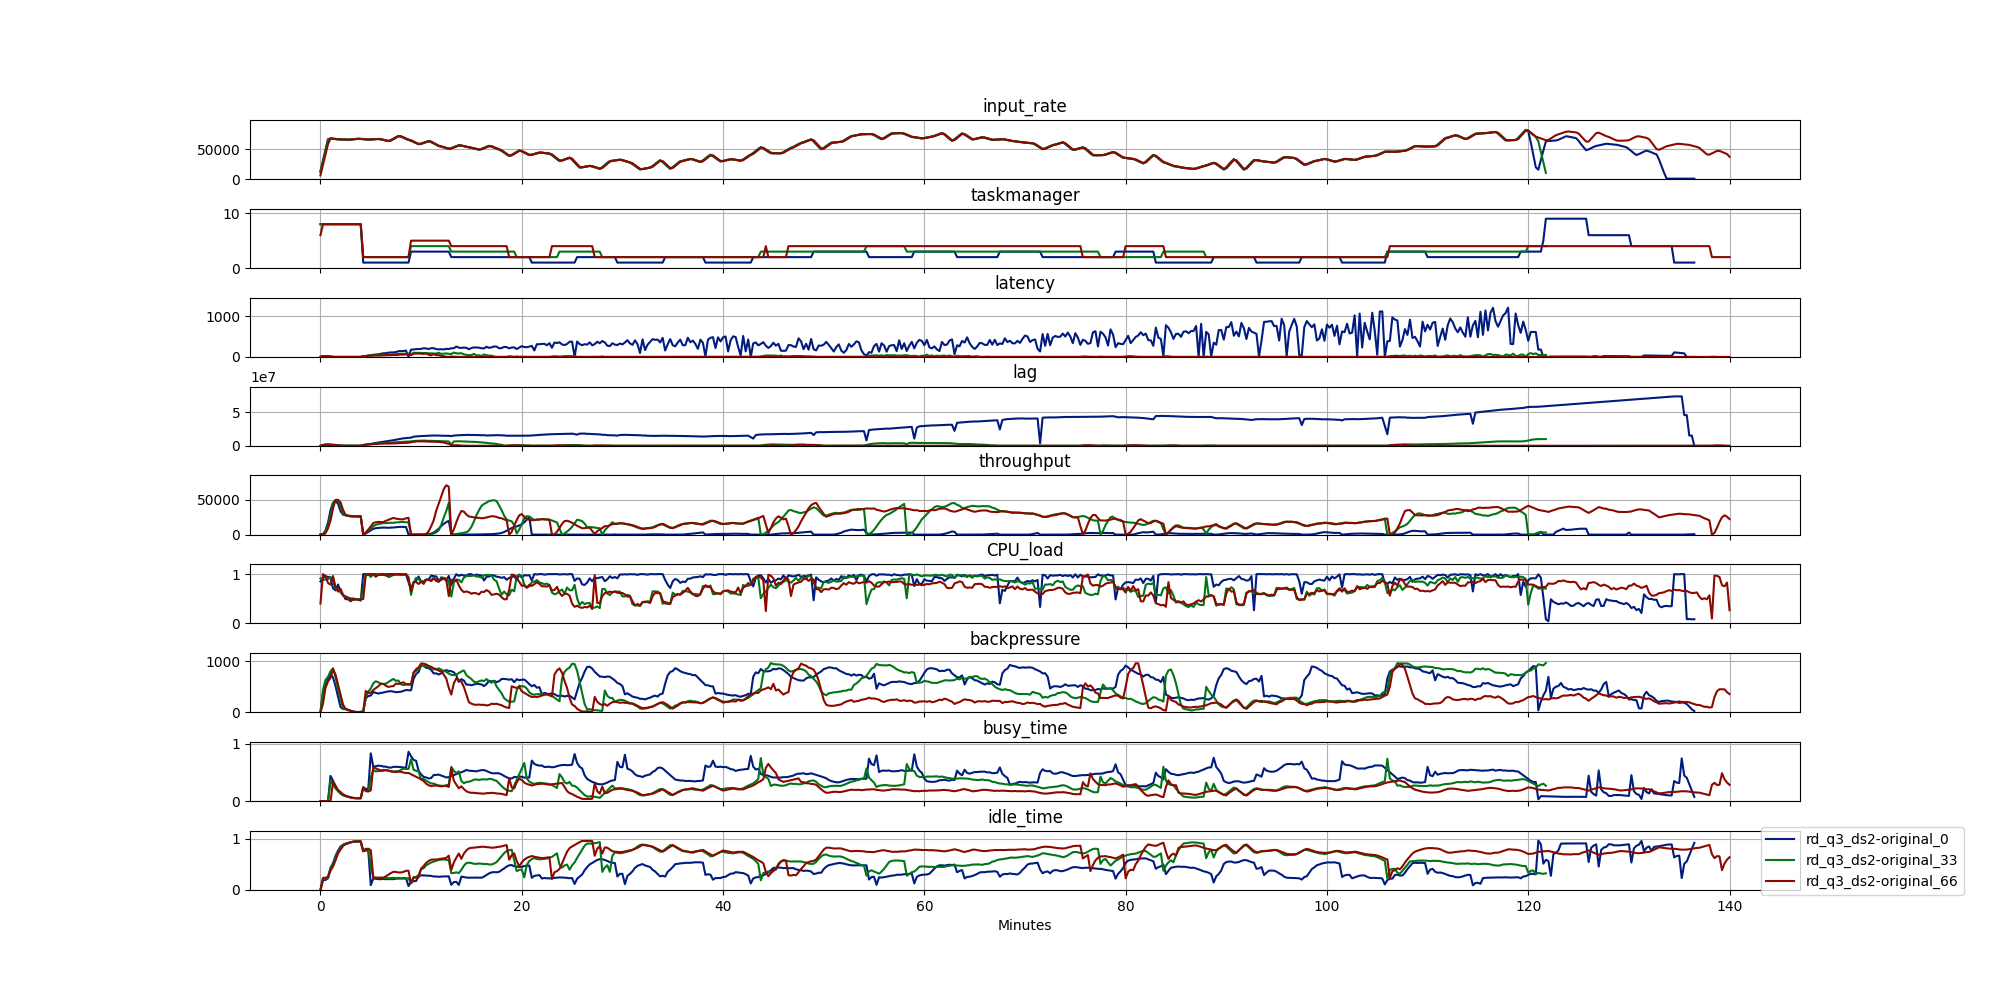 input_rate
50000
0
taskmanager
10
0
latency
1000
0
1e7
lag
5
0
throughput
50000
0
CPU_load
1
0
backpressure
1000
0
busy_time
1
0
idle_time
1
0
rd_q3_ds2-original_0
rd_q3_ds2-original_33
rd_q3_ds2-original_66
0 20 40 60 80 100 120 140
Minutes